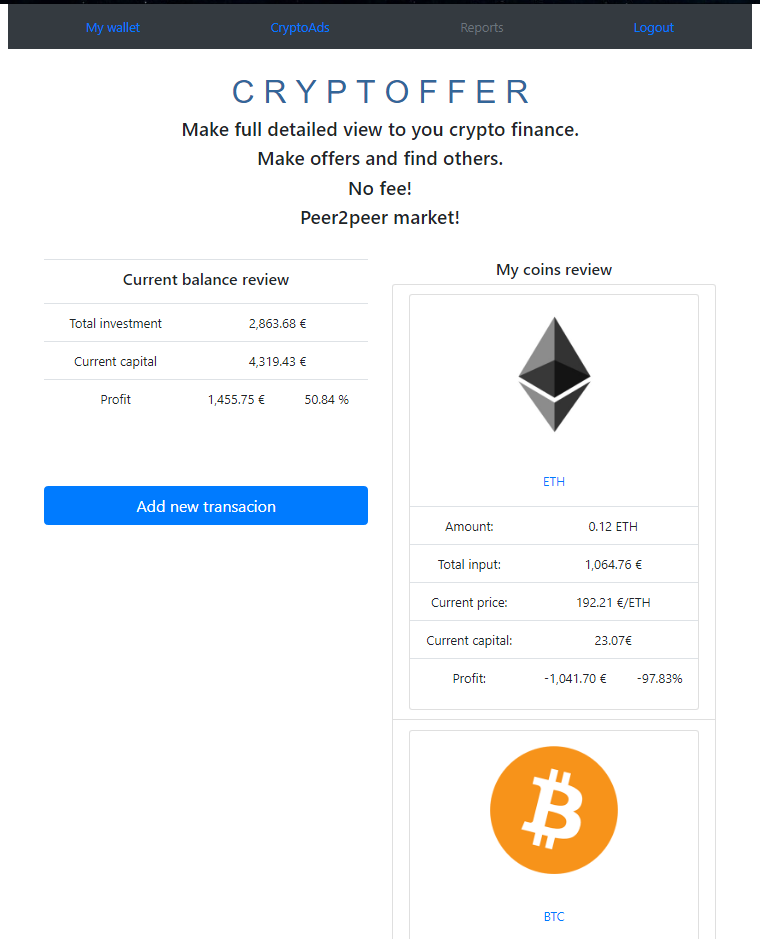 My wallet CryptoAds Reports Logout
C R Y P T O F F E R
Make full detailed view to you crypto finance.
Make offers and find others.
No fee!
Peer2peer market!
Current balance review
Total investment 2,863.68 €
Current capital 4,319.43 €
Profit 1,455.75 € 50.84 %
Add new transacion
My coins review
ETH
Amount: 0.12 ETH
Total input: 1,064.76 €
Current price: 192.21 €/ETH
Current capital: 23.07€
Profit: -1,041.70 € -97.83%
BTC